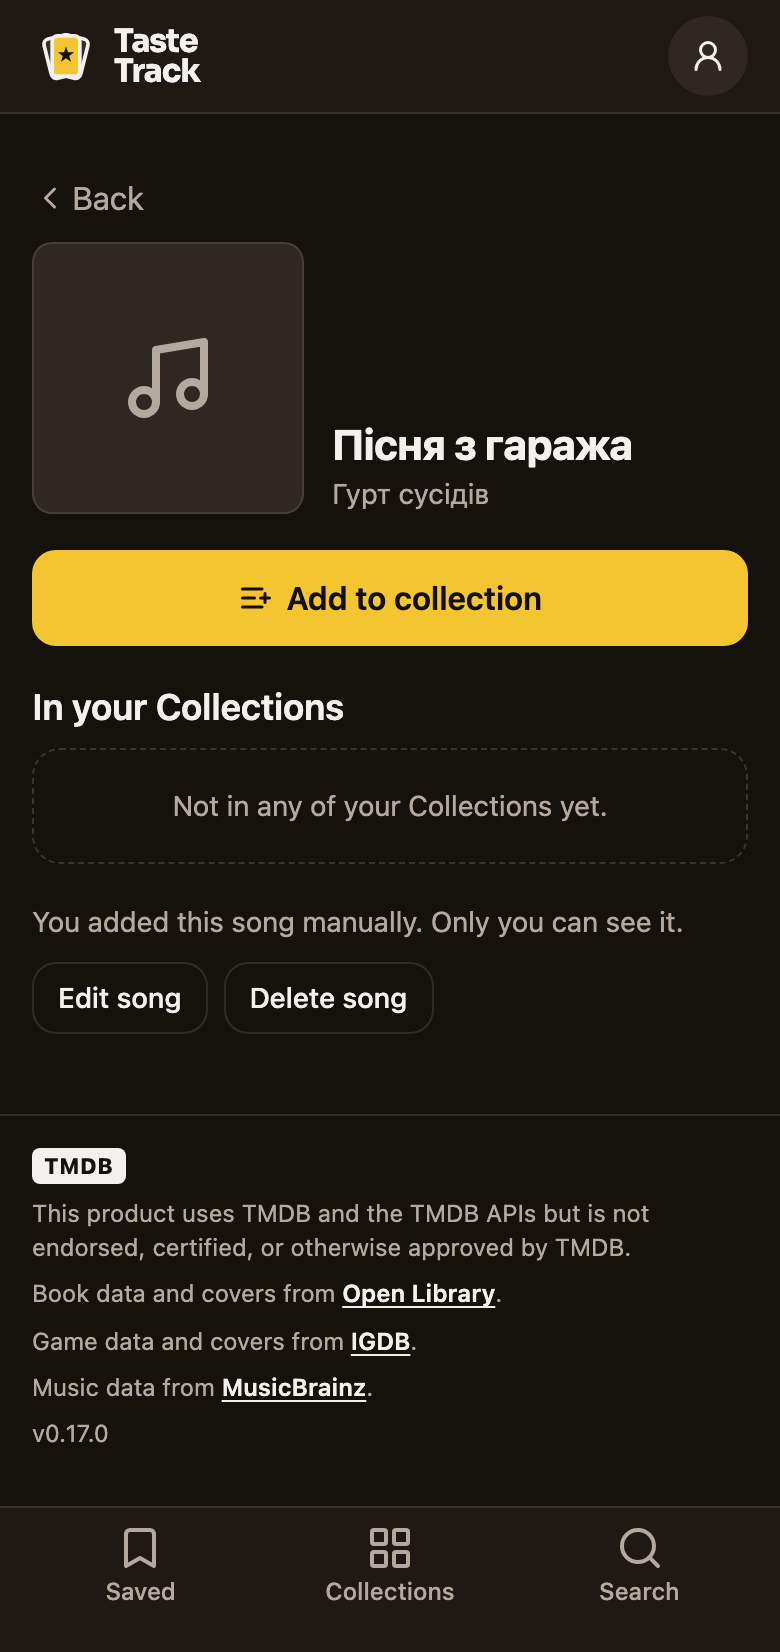 Taste
Track
Back
Пісня з гаража
Гурт сусідів
Add to collection
In your Collections
Not in any of your Collections yet.
You added this song manually. Only you can see it.
Edit song
Delete song
TMDB
This product uses TMDB and the TMDB APIs but is not
endorsed, certified, or otherwise approved by TMDB.
Book data and covers from Open Library.
Game data and covers from IGDB.
Music data from MusicBrainz.
v0.17.0
Saved
Collections
Search